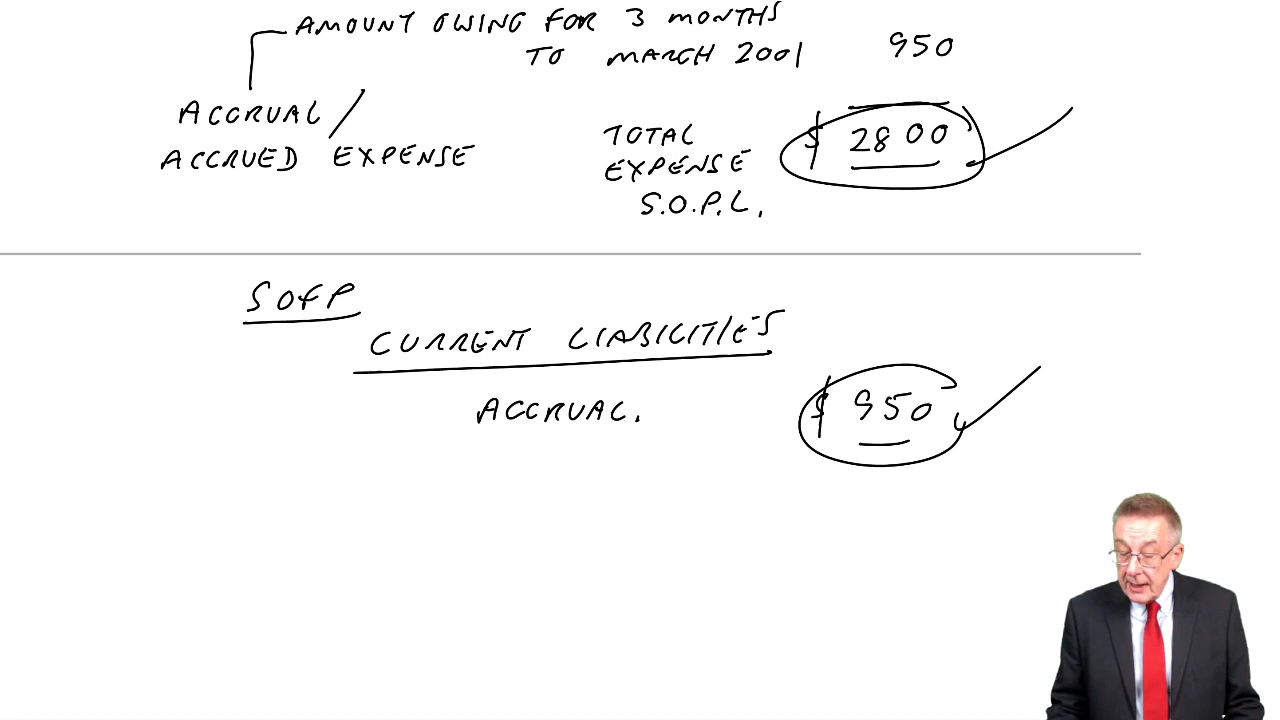 AMOUNT OWING FOR 3 MONTHS
TO MARCH 2001 950
ACCRUAL /
ACCRUED EXPENSE
TOTAL
EXPENSE
S.O.P.L.
$ 2800
SOFP
CURRENT LIABILITIES
ACCRUAL. $ 950